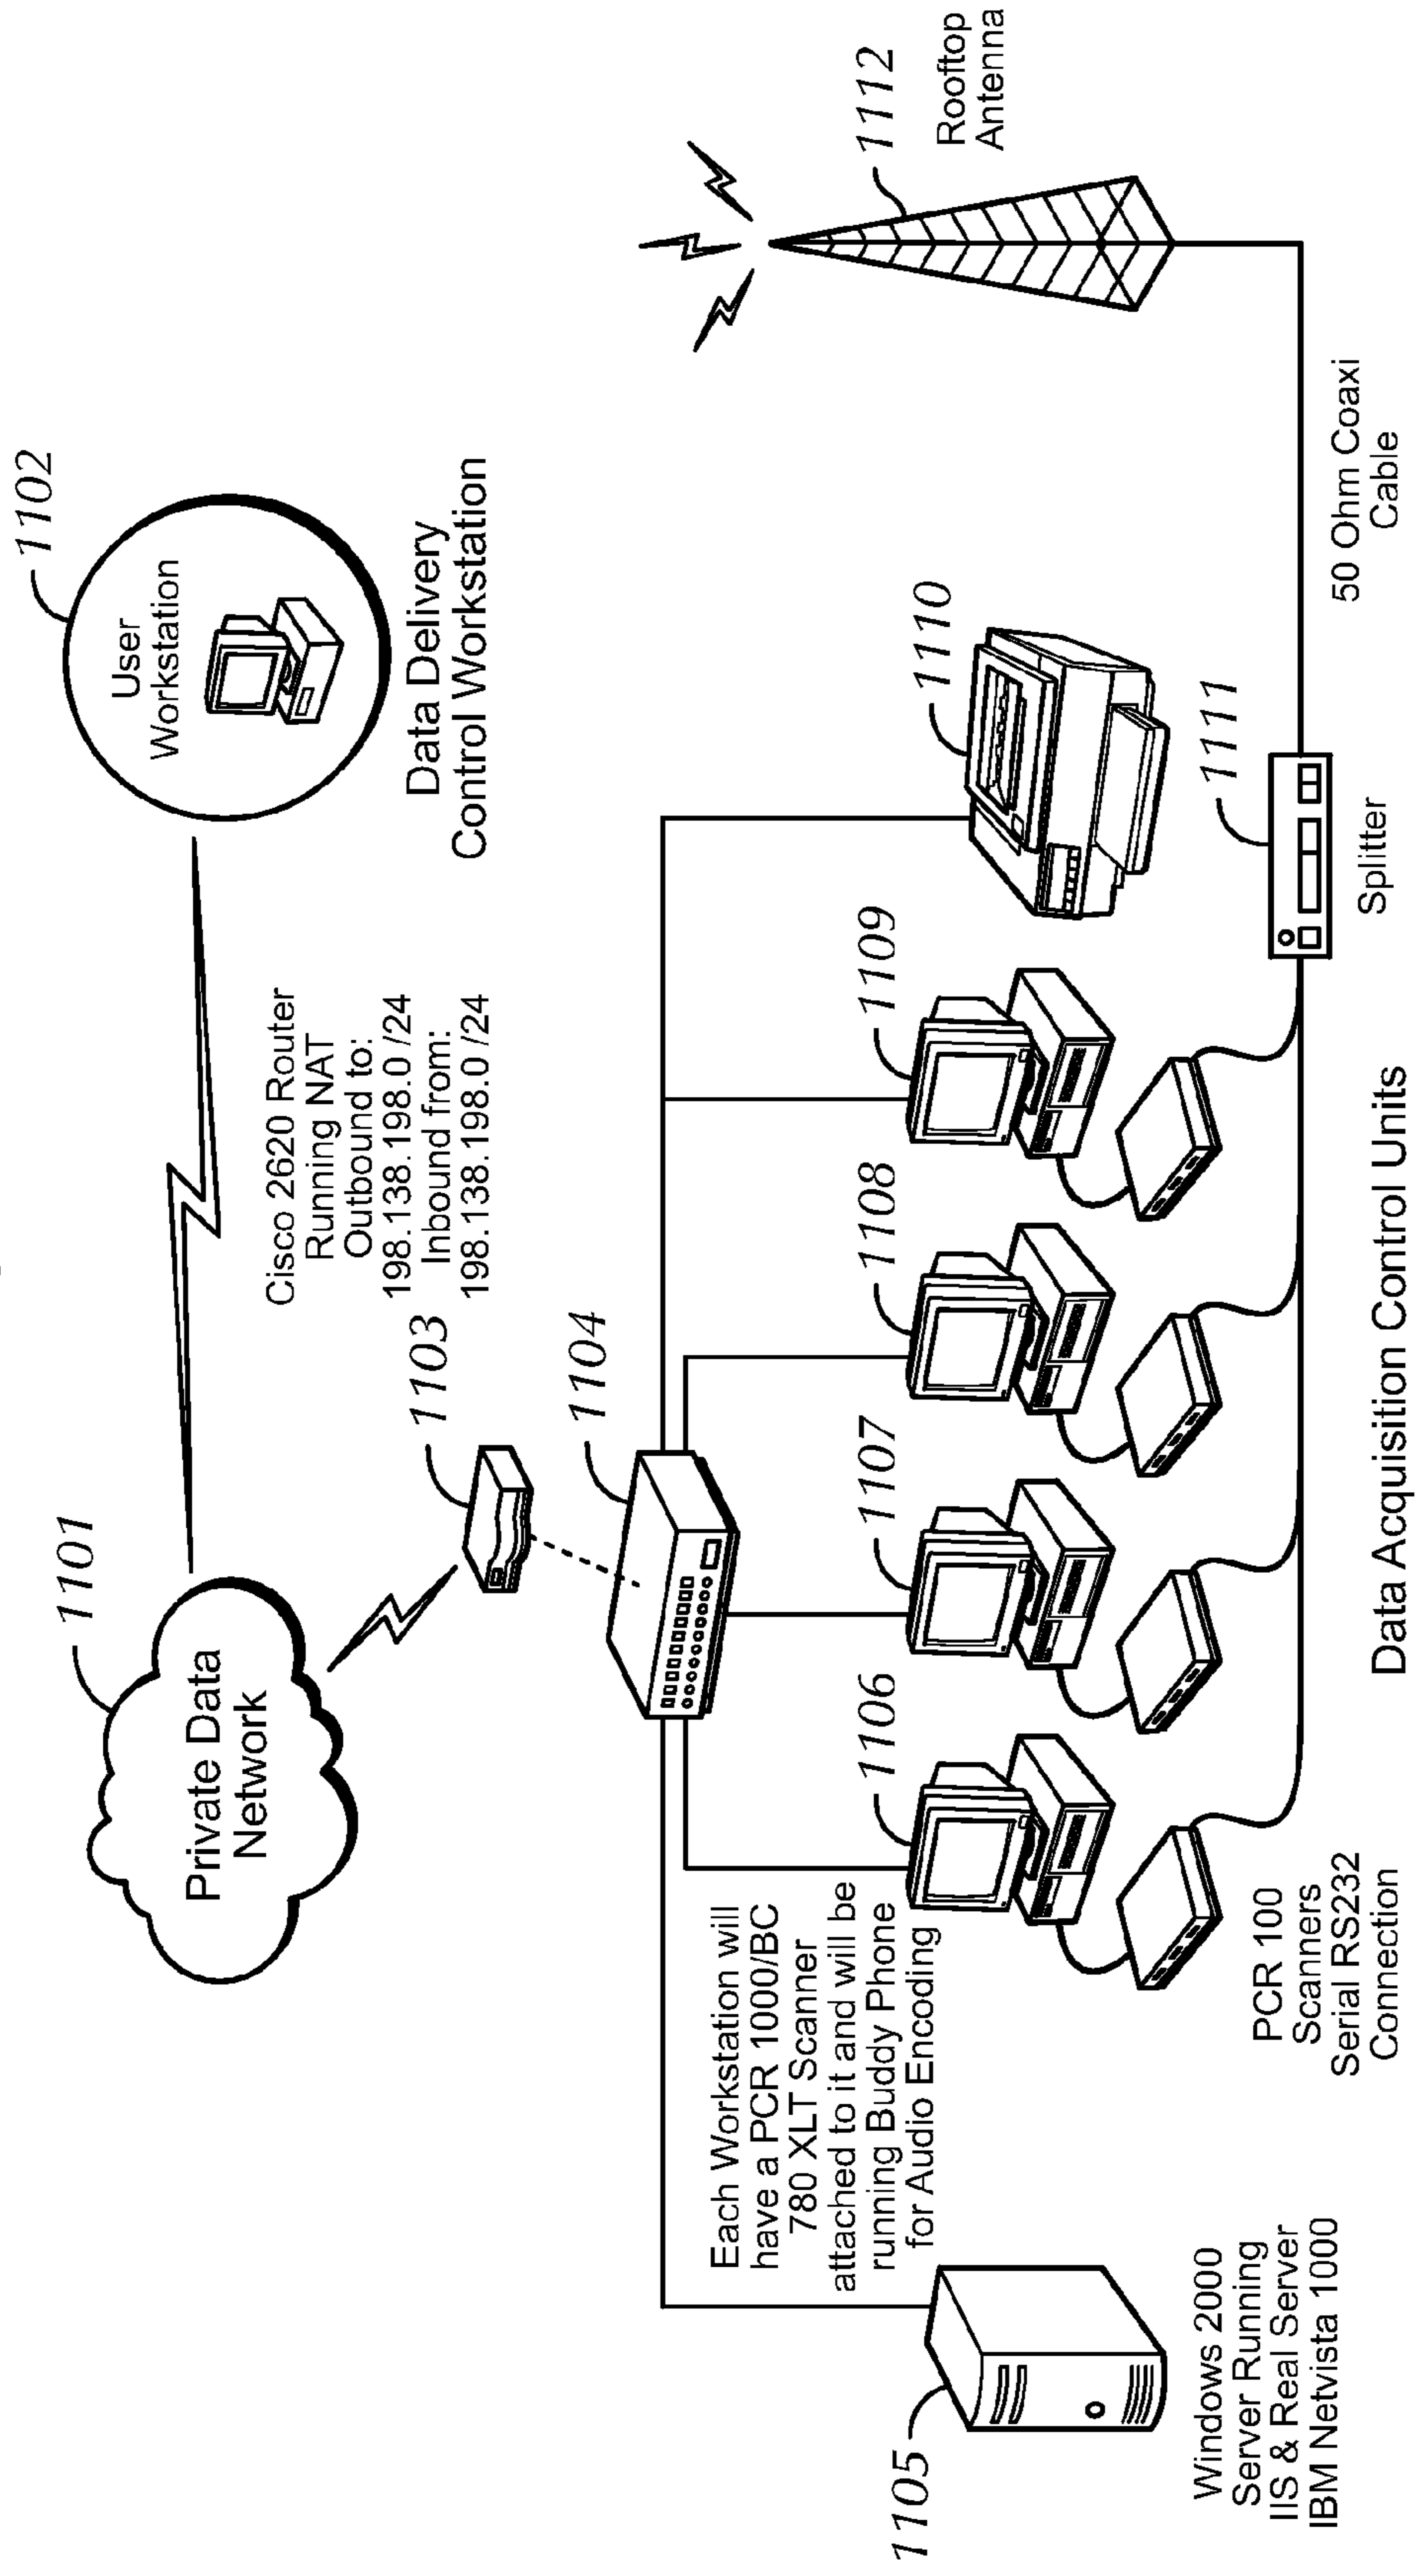 1101
Private Data
Network
1102
User
Workstation
Data Delivery
Control Workstation
Cisco 2620 Router
Running NAT
Outbound to:
198.138.198.0 /24
Inbound from:
198.138.198.0 /24
1103
1104
Each Workstation will
have a PCR 1000/BC
780 XLT Scanner
attached to it and will be
running Buddy Phone
for Audio Encoding
1105
Windows 2000
Server Running
IIS & Real Server
IBM Netvista 1000
1106
1107
1108
1109
1110
PCR 100
Scanners
Serial RS232
Connection
Data Acquisition Control Units
1111
Splitter
50 Ohm Coaxi
Cable
1112
Rooftop
Antenna